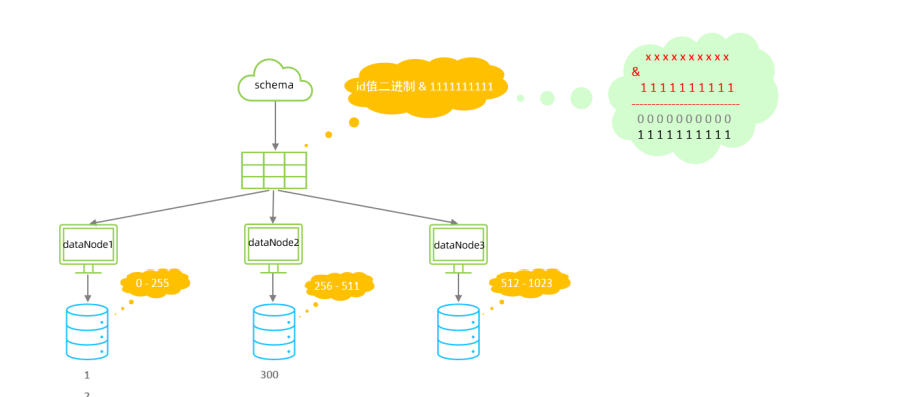 schema
id值二进制 & 1111111111
x x x x x x x x x x
&
1 1 1 1 1 1 1 1 1 1
0 0 0 0 0 0 0 0 0 0
1 1 1 1 1 1 1 1 1 1
dataNode1
dataNode2
dataNode3
0 - 255
256 - 511
512 - 1023
1
300
2